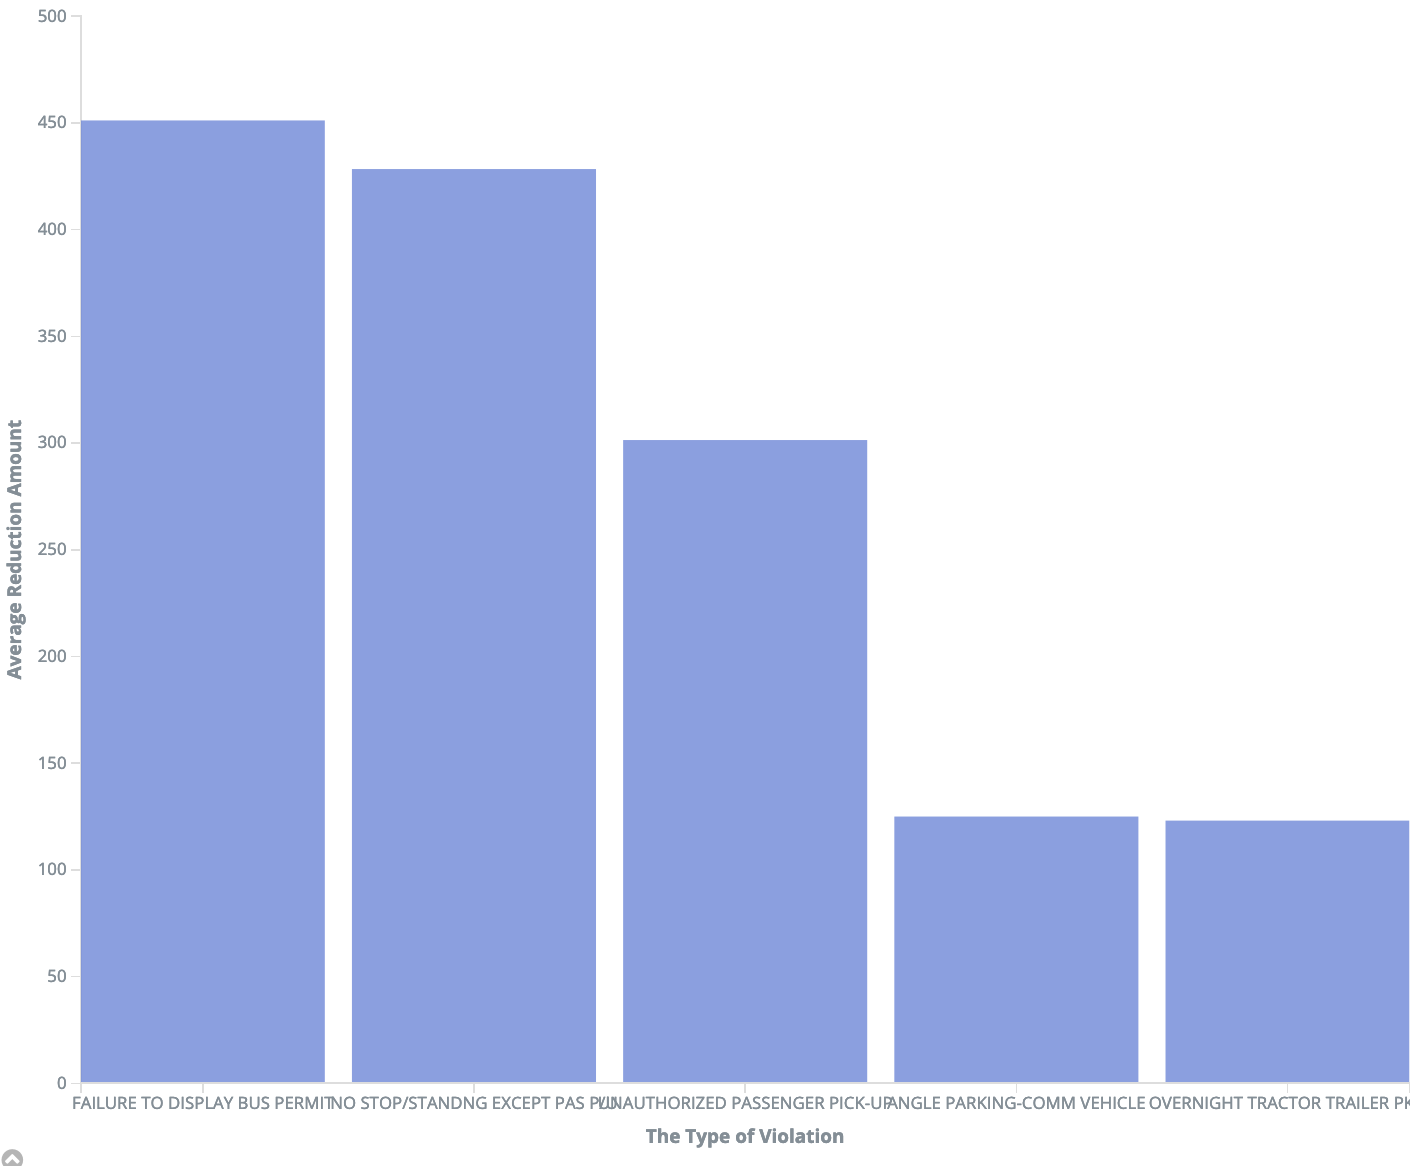 500
450
400
350
300
250
200
150
100
50
0
Average Reduction Amount
FAILURE TO DISPLAY BUS PERMIT
NO STOP/STANDNG EXCEPT PAS P/U
UNAUTHORIZED PASSENGER PICK-UP
ANGLE PARKING-COMM VEHICLE
OVERNIGHT TRACTOR TRAILER PK
The Type of Violation